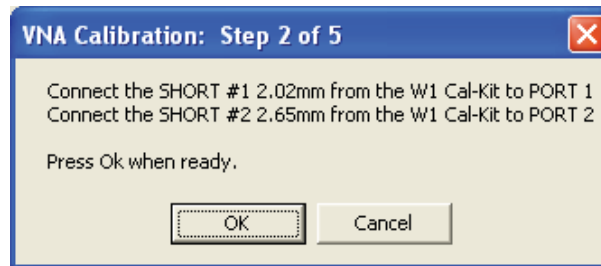 VNA Calibration: Step 2 of 5
Connect the SHORT #1 2.02mm from the W1 Cal-Kit to PORT 1
Connect the SHORT #2 2.65mm from the W1 Cal-Kit to PORT 2
Press Ok when ready.
OK
Cancel